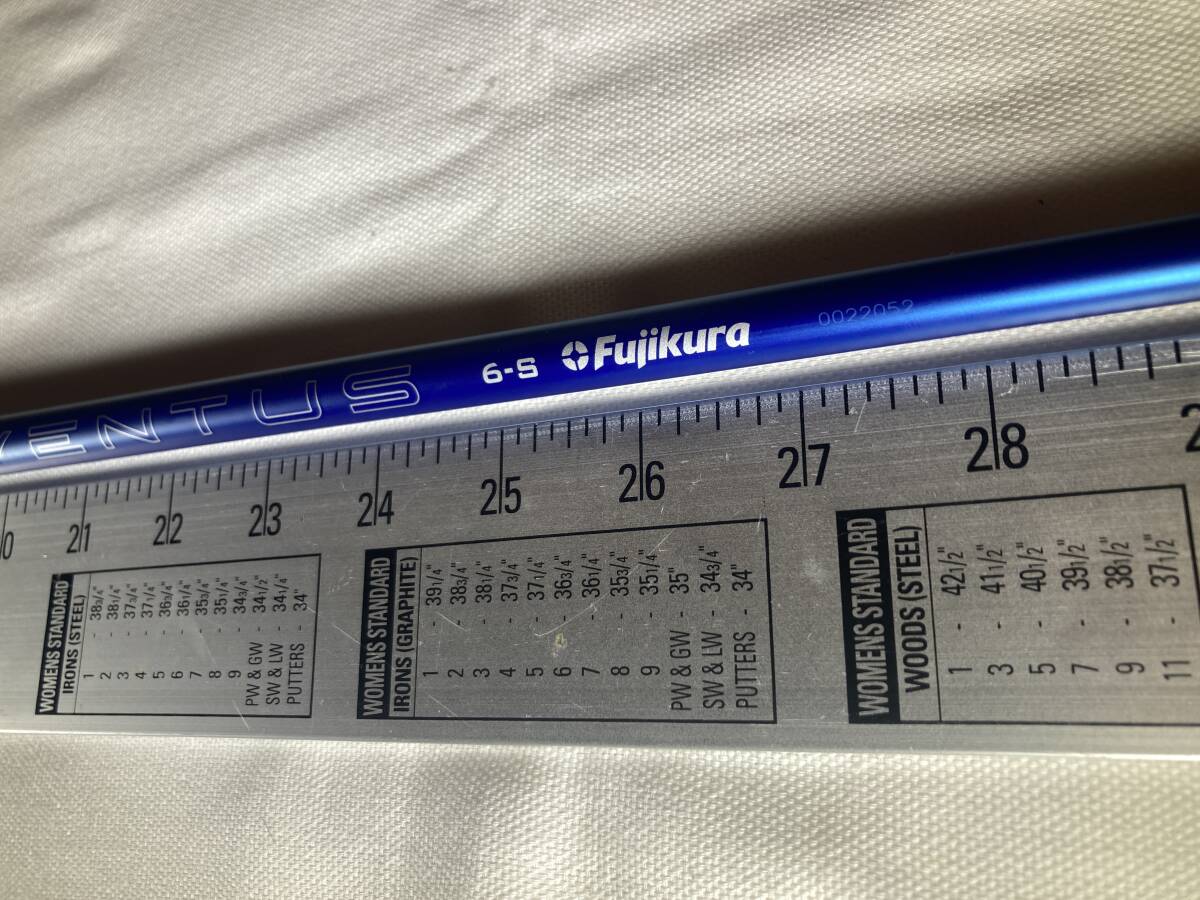 VENTUS 6-S Fujikura 0022052
21 22 23 24 25 26 27 28
WOMENS STANDARD
IRONS (STEEL)
1 - 38 3/4"
2 - 38 1/4"
3 - 37 3/4"
4 - 37 1/4"
5 - 36 3/4"
6 - 36 1/4"
7 - 35 3/4"
8 - 35 1/4"
9 - 34 3/4"
PW & GW - 34 1/2"
SW & LW - 34 1/4"
PUTTERS - 34"
WOMENS STANDARD
IRONS (GRAPHITE)
1 - 39 1/4"
2 - 38 3/4"
3 - 38 1/4"
4 - 37 3/4"
5 - 37 1/4"
6 - 36 3/4"
7 - 36 1/4"
8 - 35 3/4"
9 - 35 1/4"
PW & GW - 35"
SW & LW - 34 3/4"
PUTTERS - 34"
WOMENS STANDARD
WOODS (STEEL)
1 - 42 1/2"
3 - 41 1/2"
5 - 40 1/2"
7 - 39 1/2"
9 - 38 1/2"
11 - 37 1/2"